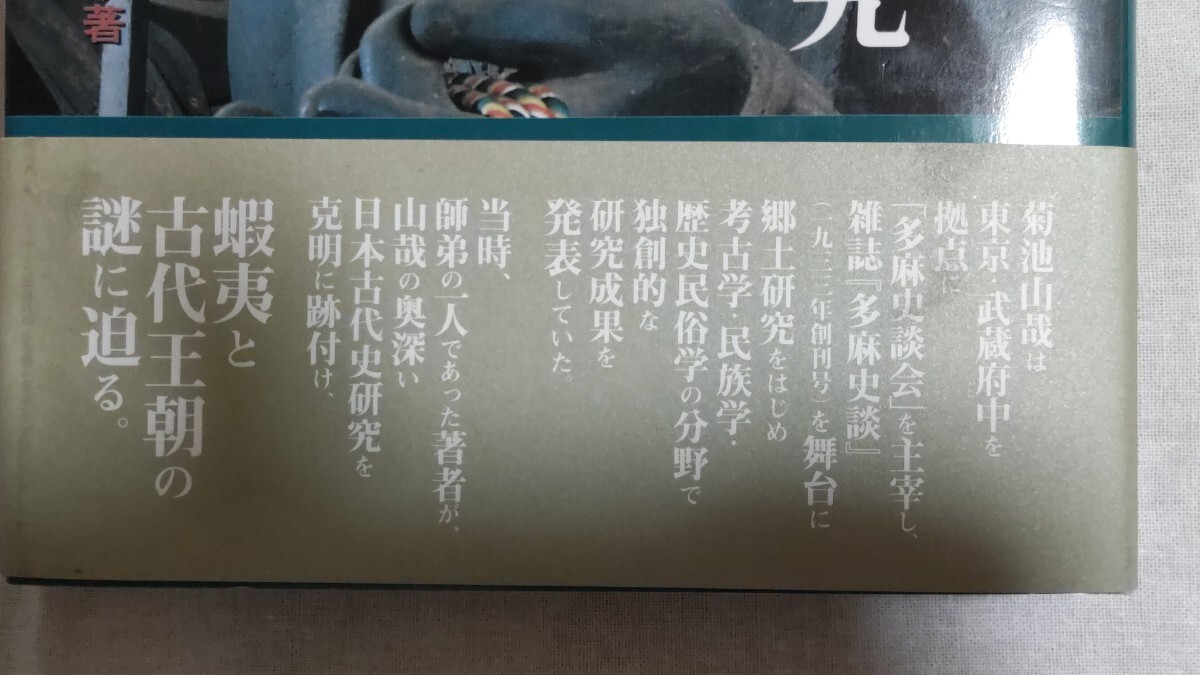 究
著
菊池山哉は
東京 武蔵府中を
拠点に
「多麻史談会」を主宰し、
雑誌『多麻史談』
（一九三三年創刊号）を舞台に
郷土研究をはじめ
考古学・民族学・
歴史民俗学の分野で
独創的な
研究成果を
発表していた。
当時、
師弟の一人であった著者が、
山哉の奥深い
日本古代史研究を
克明に跡付け、
蝦夷と
古代王朝の
謎に迫る。